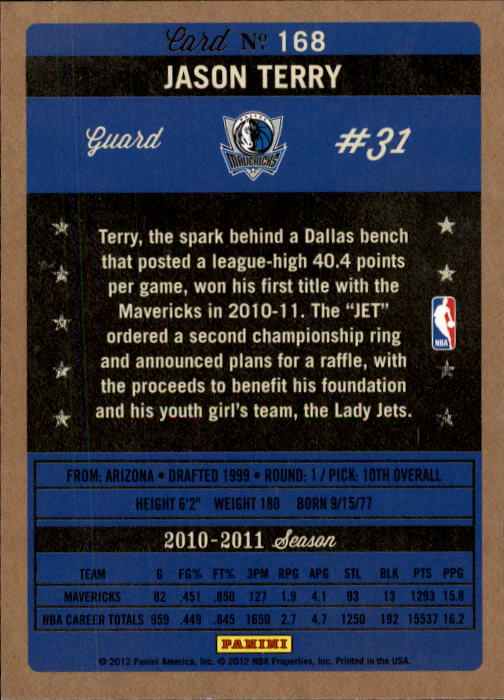 Card Nº 168
JASON TERRY
Guard
DALLAS
MAVERICKS
#31
Terry, the spark behind a Dallas bench
that posted a league-high 40.4 points
per game, won his first title with the
Mavericks in 2010-11. The “JET”
ordered a second championship ring
and announced plans for a raffle, with
the proceeds to benefit his foundation
and his youth girl's team, the Lady Jets.
NBA
FROM: ARIZONA • DRAFTED 1999 • ROUND: 1 / PICK: 10TH OVERALL
HEIGHT 6'2" WEIGHT 180 BORN 9/15/77
2010-2011 Season
TEAM G FG% FT% 3PM RPG APG STL BLK PTS PPG
MAVERICKS 82 .451 .850 127 1.9 4.1 93 13 1293 15.8
NBA CAREER TOTALS 959 .449 .845 1650 2.7 4.7 1250 192 15537 16.2
PANINI
© 2012 Panini America, Inc. © 2012 NBA Properties, Inc. Printed in the USA.